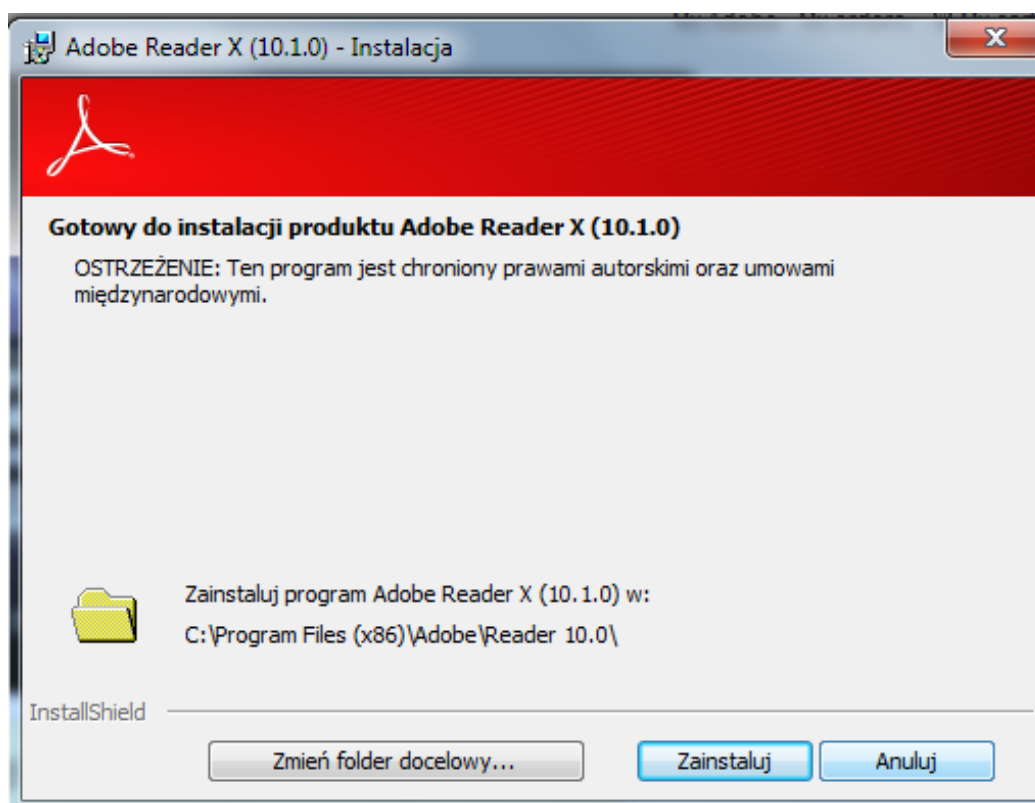 Adobe Reader X (10.1.0) - Instalacja
Gotowy do instalacji produktu Adobe Reader X (10.1.0)
OSTRZEŻENIE: Ten program jest chroniony prawami autorskimi oraz umowami
międzynarodowymi.
Zainstaluj program Adobe Reader X (10.1.0) w:
C:\Program Files (x86)\Adobe\Reader 10.0\
InstallShield
Zmień folder docelowy...
Zainstaluj
Anuluj